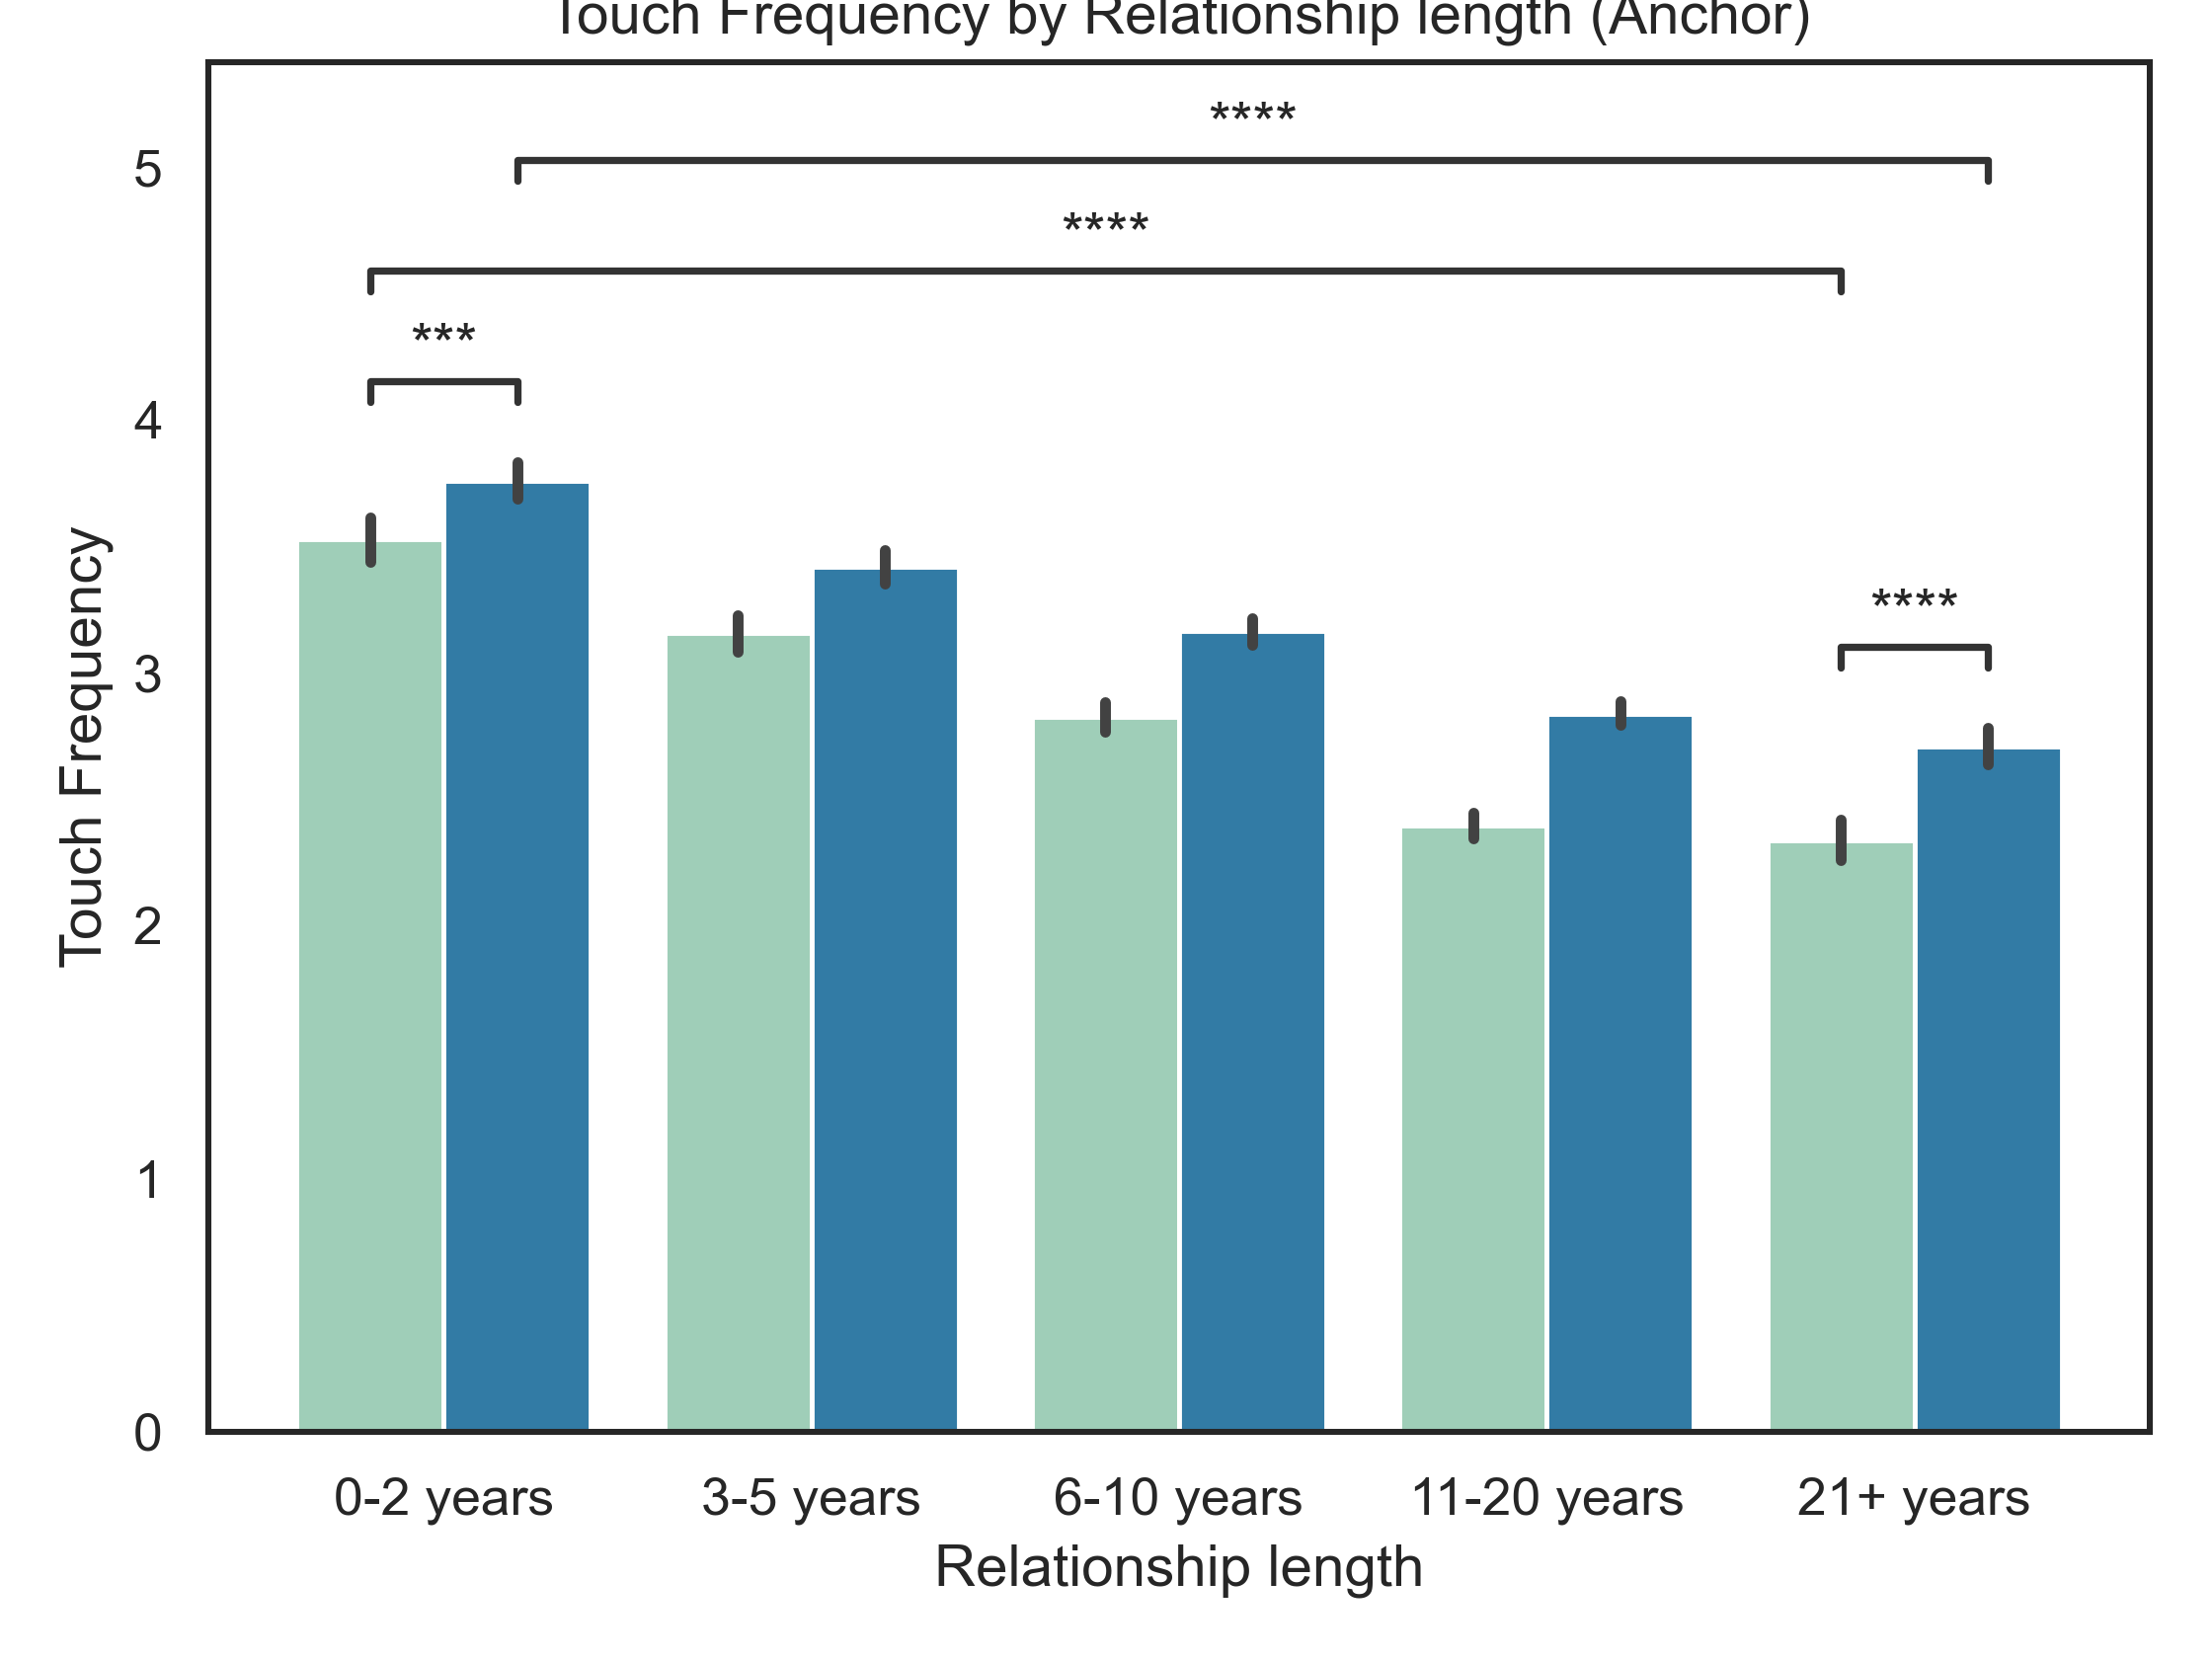 Touch Frequency by Relationship length (Anchor)
****
5
****
***
4
****
3
Touch Frequency
2
1
0
0-2 years 3-5 years 6-10 years 11-20 years 21+ years
Relationship length